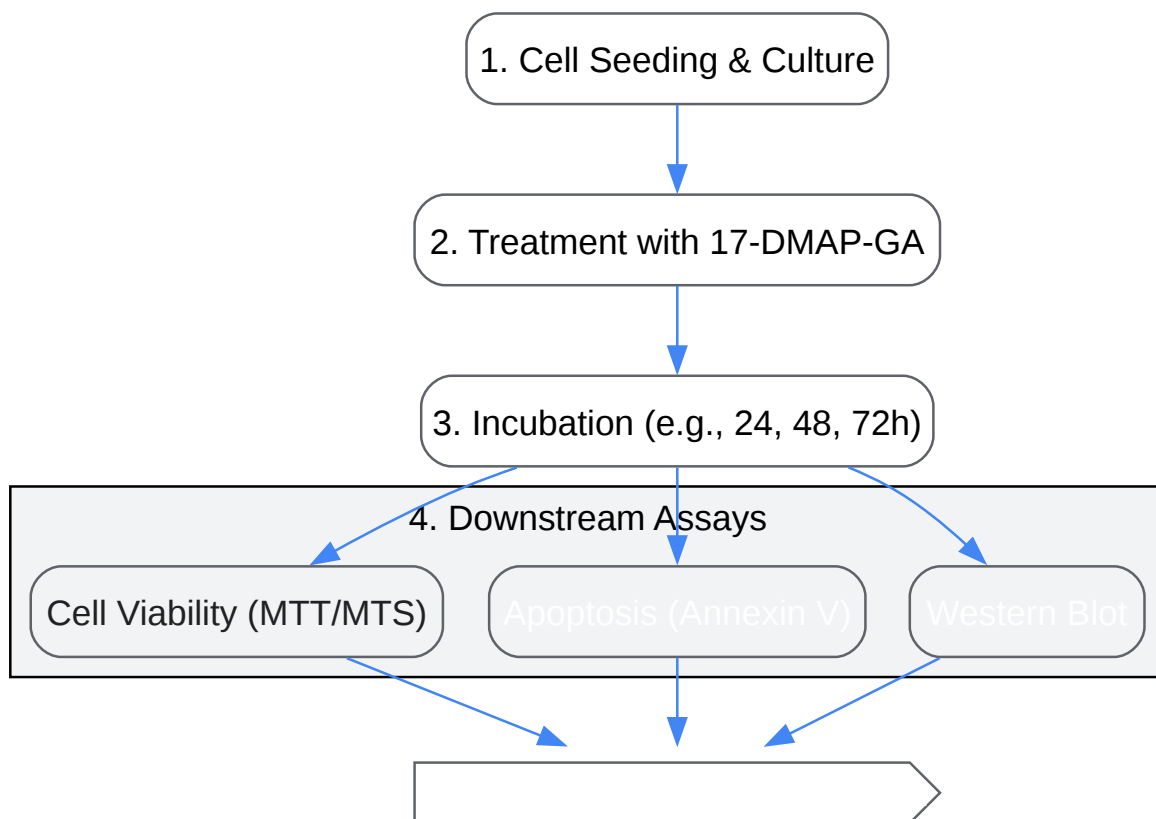 1. Cell Seeding & Culture
2. Treatment with 17-DMAP-GA
3. Incubation (e.g., 24, 48, 72h)
4. Downstream Assays
Cell Viability (MTT/MTS)
Apoptosis (Annexin V)
Western Blot